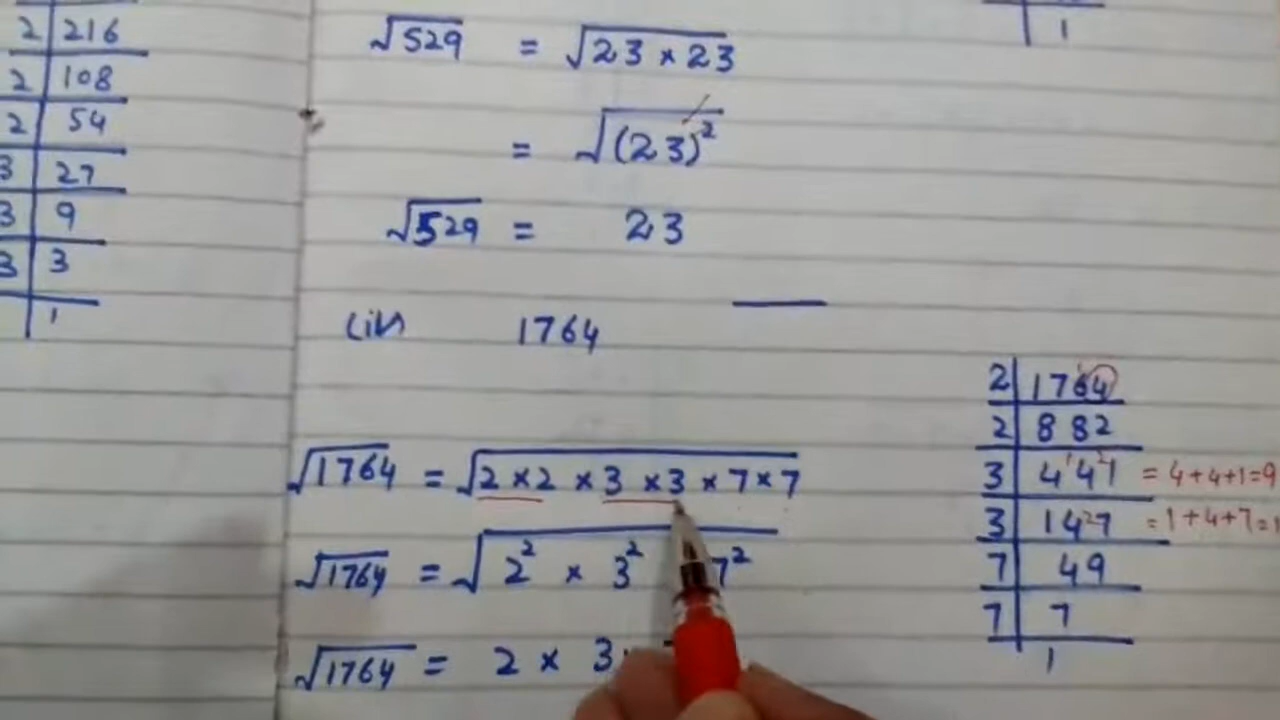 2 | 216
2 | 108
2 | 54
3 | 27
3 | 9
3 | 3
1
1
√529 = √23 × 23
= √(23)²
√529 = 23
1764
√1764 = √2 × 2 × 3 × 3 × 7 × 7
√1764 = √2² × 3² 7²
√1764 = 2 × 3
2 | 1764
2 | 882
3 | 441 = 4+4+1=9
3 | 147 = 1+4+7=1
7 | 49
7 | 7
1